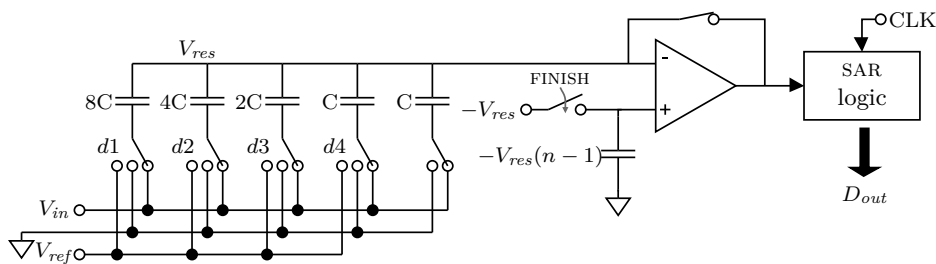 CLK
V_res
SAR
logic
FINISH
8C 4C 2C C C
-
-V_res
+
d1 d2 d3 d4
-V_res(n − 1)
D_out
V_in
V_ref